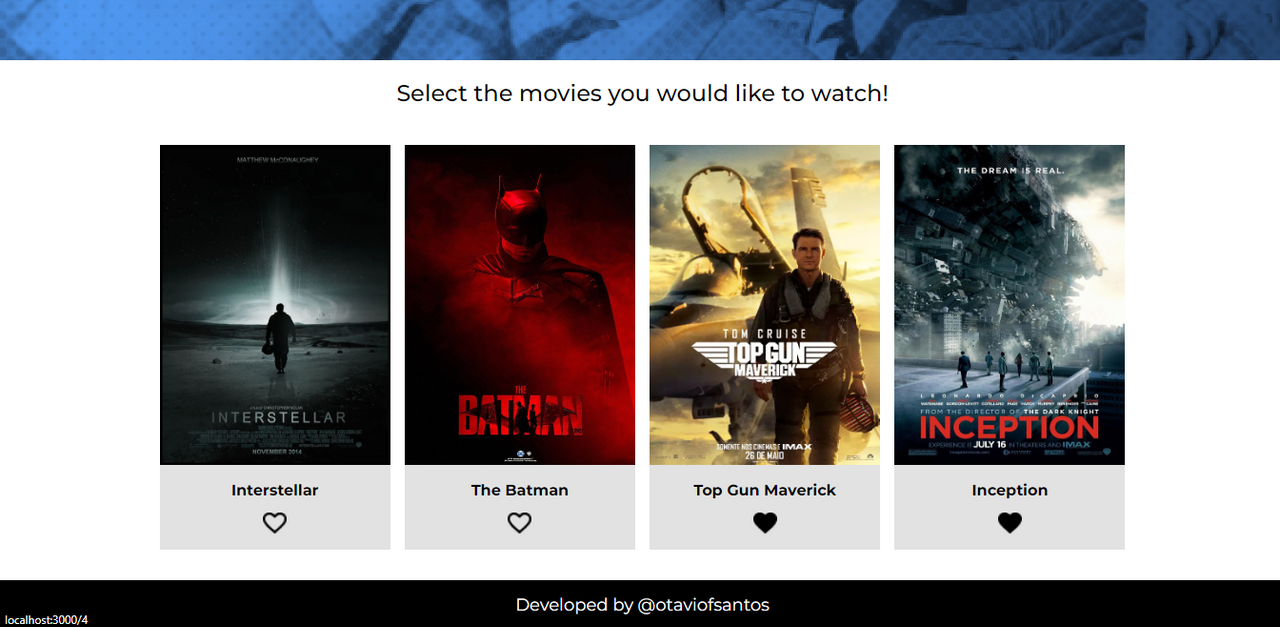 Select the movies you would like to watch!
MATTHEW McCONAUGHEY
INTERSTELLAR
NOVEMBER 2014
Interstellar
THE
BATMAN
The Batman
TOM CRUISE
TOP GUN
MAVERICK
SOMENTE NOS CINEMAS E IMAX
26 DE MAIO
Top Gun Maverick
THE DREAM IS REAL.
LEONARDO DiCAPRIO
FROM THE DIRECTOR OF THE DARK KNIGHT
INCEPTION
EXPERIENCE IT JULY 16 IN THEATERS AND IMAX
Inception
Developed by @otaviofsantos
localhost:3000/4